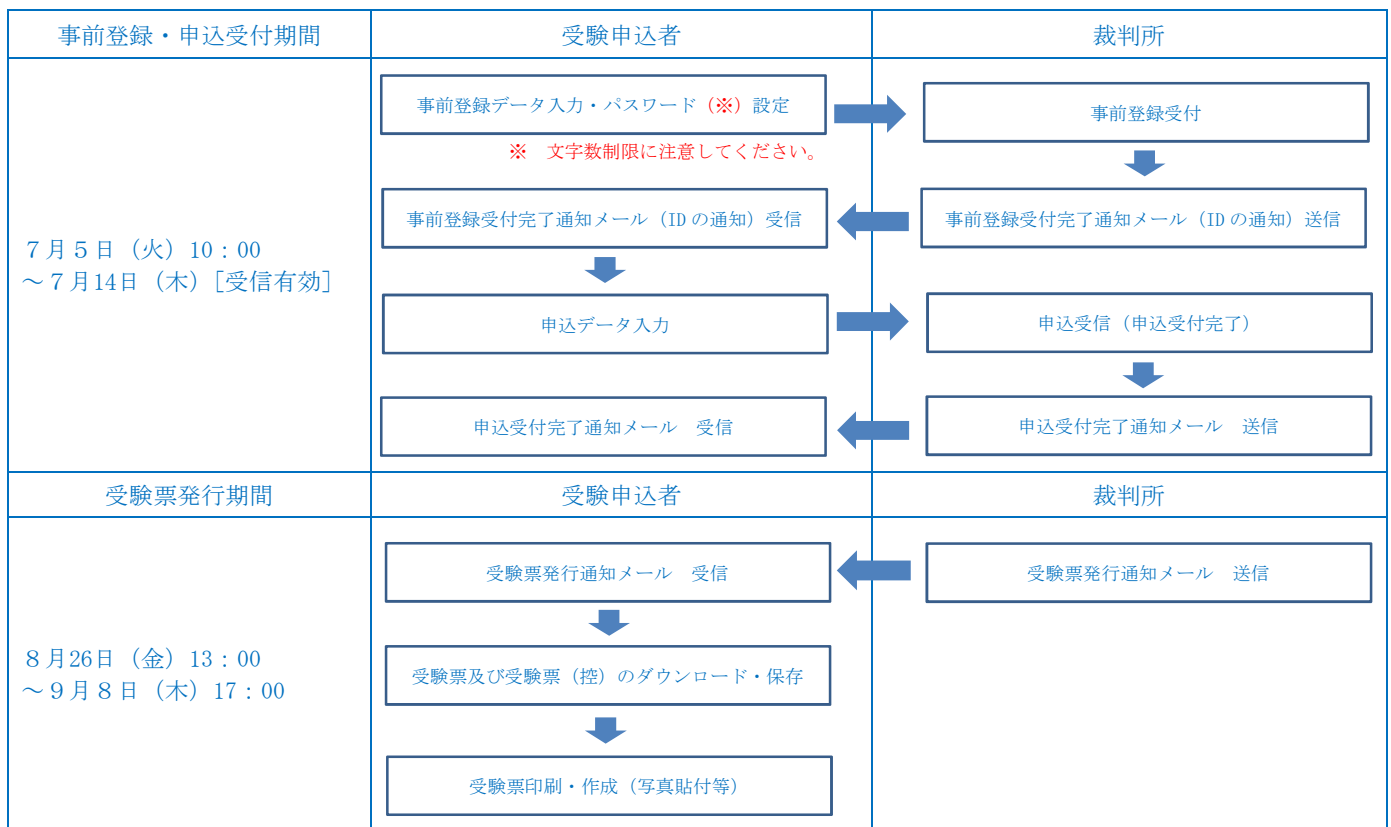 事前登録・申込受付期間
受験申込者
裁判所
７月５日（火）10：00
～７月14日（木）[受信有効]
事前登録データ入力・パスワード（※）設定
※　文字数制限に注意してください。
事前登録受付
事前登録受付完了通知メール（IDの通知）受信
事前登録受付完了通知メール（IDの通知）送信
申込データ入力
申込受信（申込受付完了）
申込受付完了通知メール　受信
申込受付完了通知メール　送信
受験票発行期間
受験申込者
裁判所
８月26日（金）13：00
～９月８日（木）17：00
受験票発行通知メール　受信
受験票発行通知メール　送信
受験票及び受験票（控）のダウンロード・保存
受験票印刷・作成（写真貼付等）